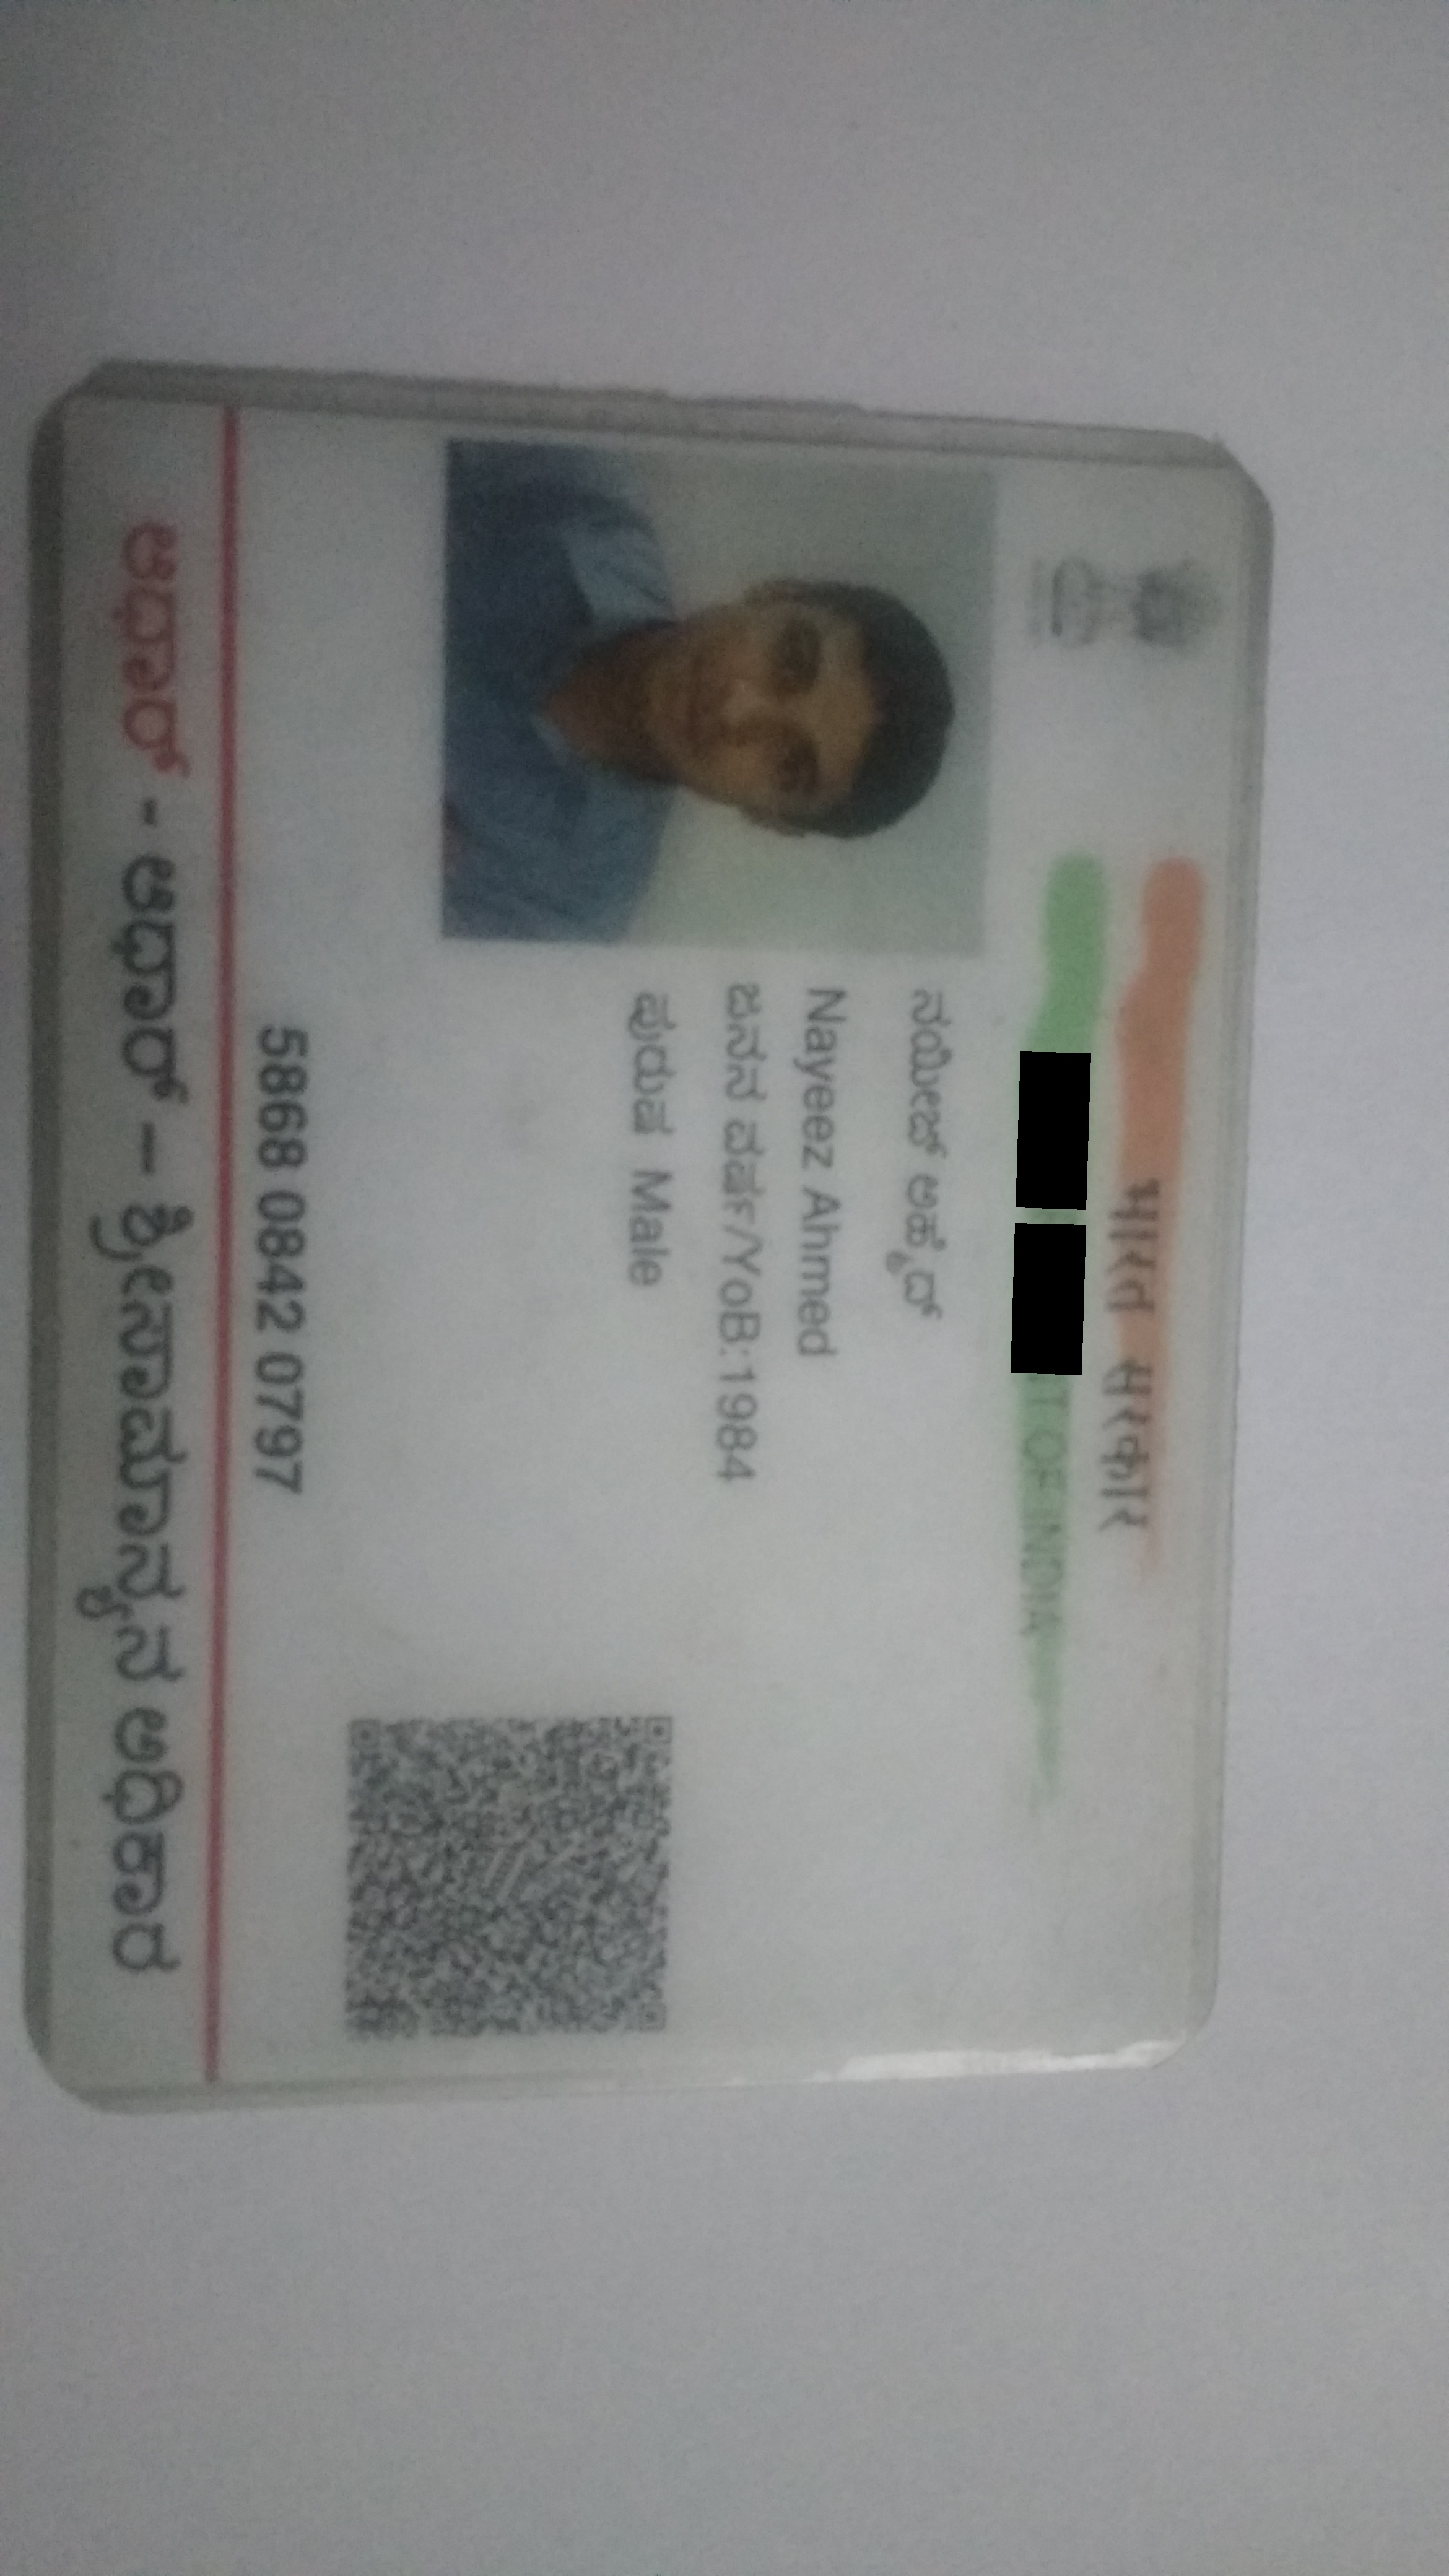 भारत सरकार
OF INDIA
ನಯೀಜ್ ಅಹ್ಮದ್
Nayeez Ahmed
ಜನನ ವರ್ಷ/YoB:1984
ಪುರುಷ Male
5868 0842 0797
ಆಧಾರ್ - ಆಧಾರ್ – ಶ್ರೀಸಾಮಾನ್ಯನ ಅಧಿಕಾರ